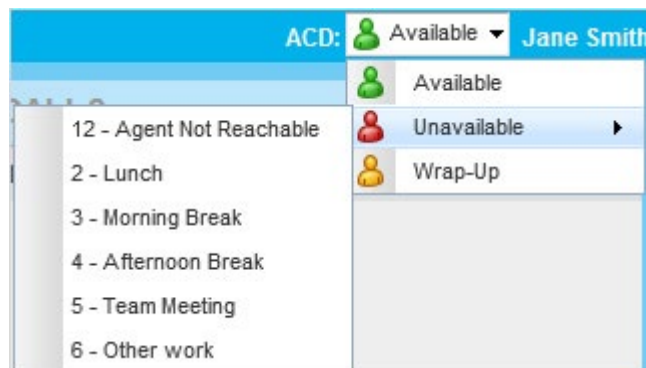 ACD: Available Jane Smith
Available
Unavailable
Wrap-Up
12 - Agent Not Reachable
2 - Lunch
3 - Morning Break
4 - Afternoon Break
5 - Team Meeting
6 - Other work